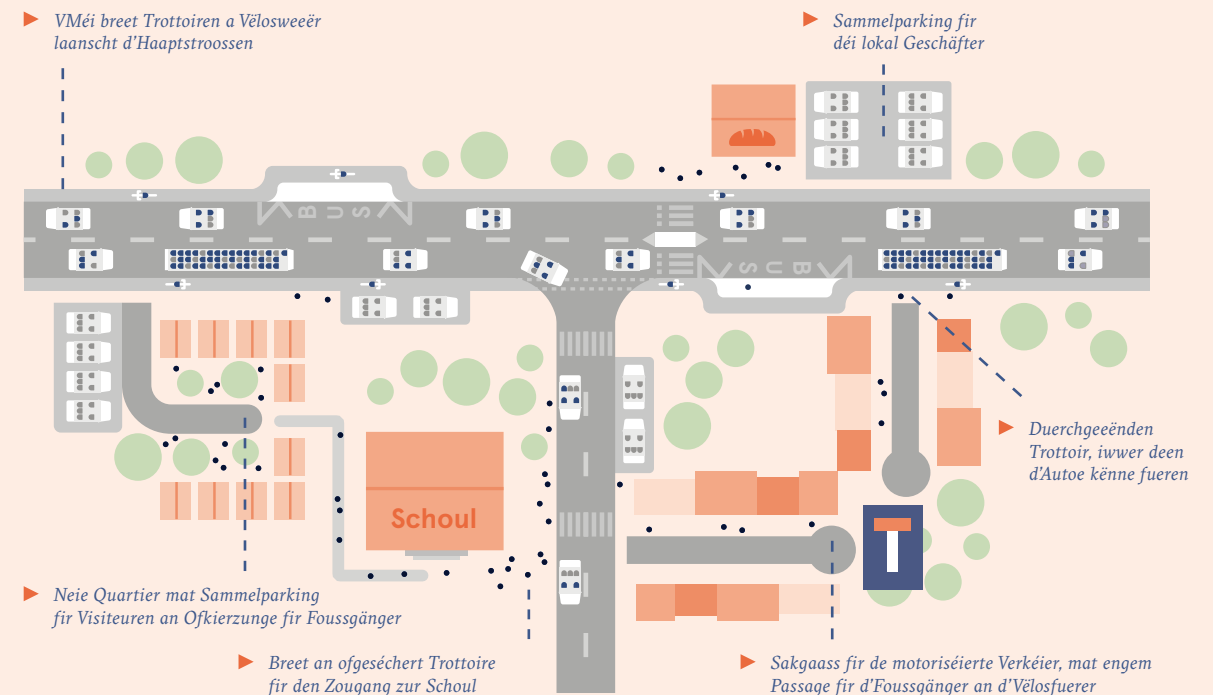 VMéi breet Trottoiren a Vëlosweeër
laanscht d'Haaptstroossen
Sammelparking fir
déi lokal Geschäfter
BUS
BUS
Duerchgeeënden
Trottoir, iwwer deen
d'Autoe kënne fueren
Schoul
Neie Quartier mat Sammelparking
fir Visiteuren an Ofkierzunge fir Foussgänger
Breet an ofgeséchert Trottoire
fir den Zougang zur Schoul
Sakgaass fir de motoriséierte Verkéier, mat engem
Passage fir d'Foussgänger an d'Vëlosfuerer